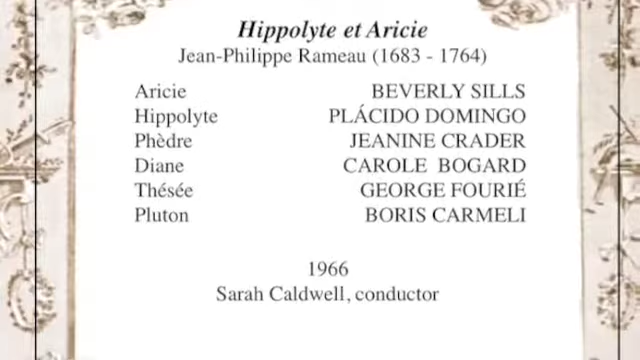 Hippolyte et Aricie
Jean-Philippe Rameau (1683 - 1764)
Aricie BEVERLY SILLS
Hippolyte PLÁCIDO DOMINGO
Phèdre JEANINE CRADER
Diane CAROLE BOGARD
Thésée GEORGE FOURIÉ
Pluton BORIS CARMELI
1966
Sarah Caldwell, conductor